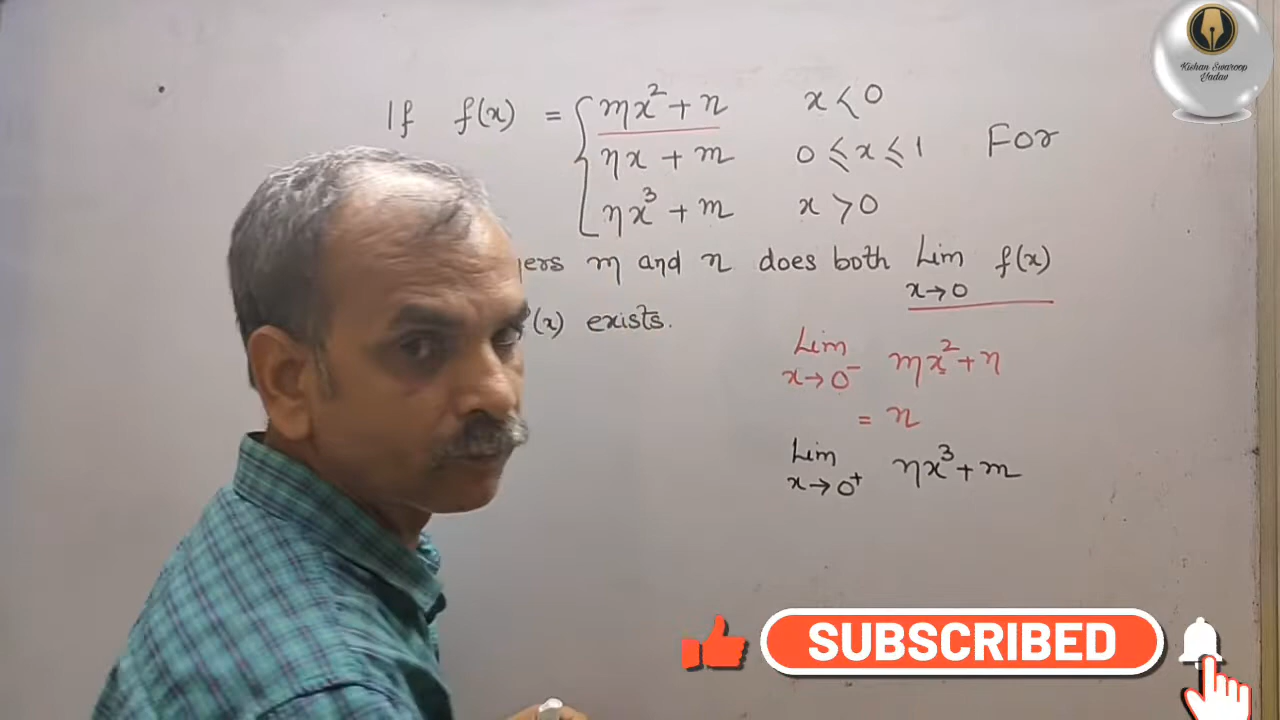 Kishan Swaroop
Yadav
If f(x) = { mx² + n x < 0
nx + m 0 ⩽ x ⩽ 1 For
nx³ + m x > 0
m and n does both Lim f(x)
x→0
(x) exists.
Lim mx² + n
x→0⁻
= n
Lim nx³ + m
x→0⁺
SUBSCRIBED